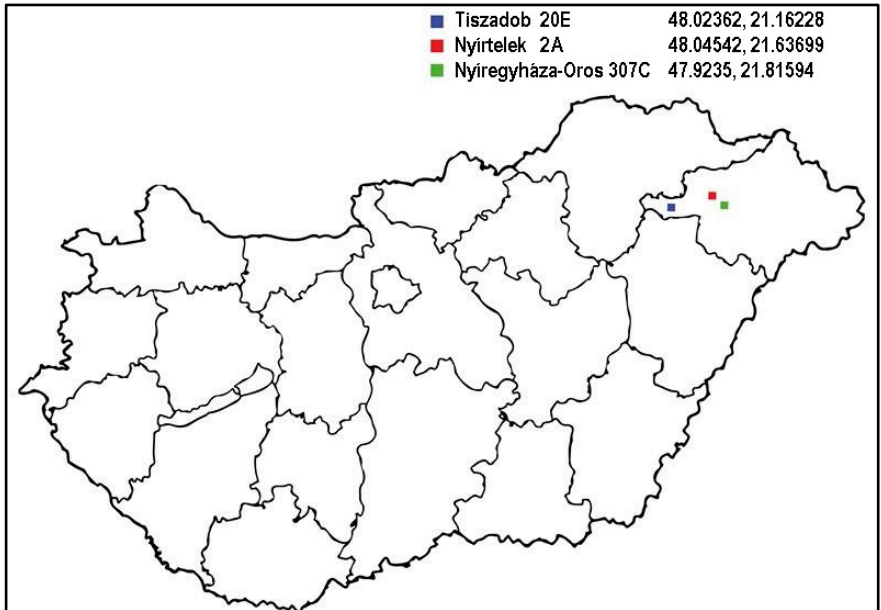 Tiszadob 20E 48.02362, 21.16228
Nyírtelek 2A 48.04542, 21.63699
Nyíregyháza-Oros 307C 47.9235, 21.81594